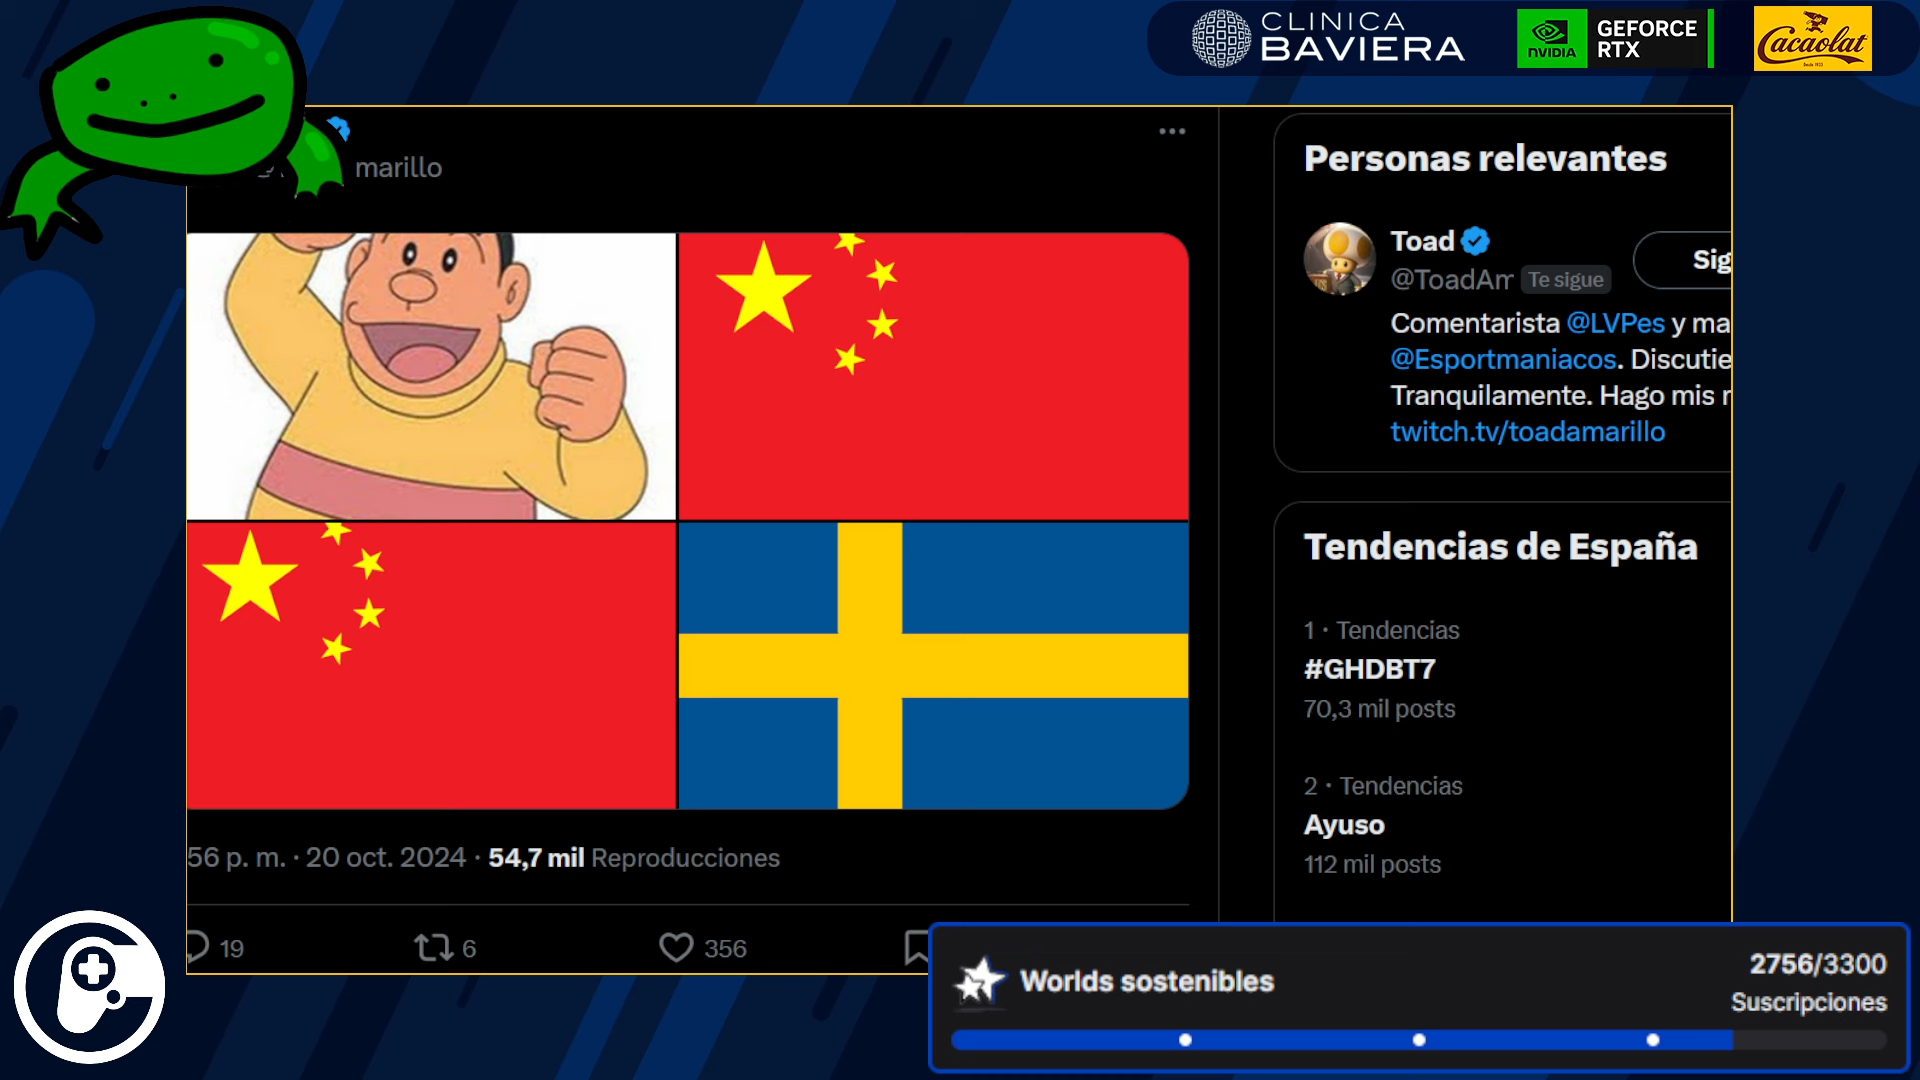 CLINICA
BAVIERA
NVIDIA
GEFORCE
RTX
Cacaolat
marillo
Personas relevantes
Toad
@ToadAm Te sigue
Sig
Comentarista @LVPes y ma
@Esportmaniacos. Discutie
Tranquilamente. Hago mis r
twitch.tv/toadamarillo
Tendencias de España
1 · Tendencias
#GHDBT7
70,3 mil posts
2 · Tendencias
Ayuso
112 mil posts
56 p. m. · 20 oct. 2024 · 54,7 mil Reproducciones
19
6
356
Worlds sostenibles
2756/3300
Suscripciones